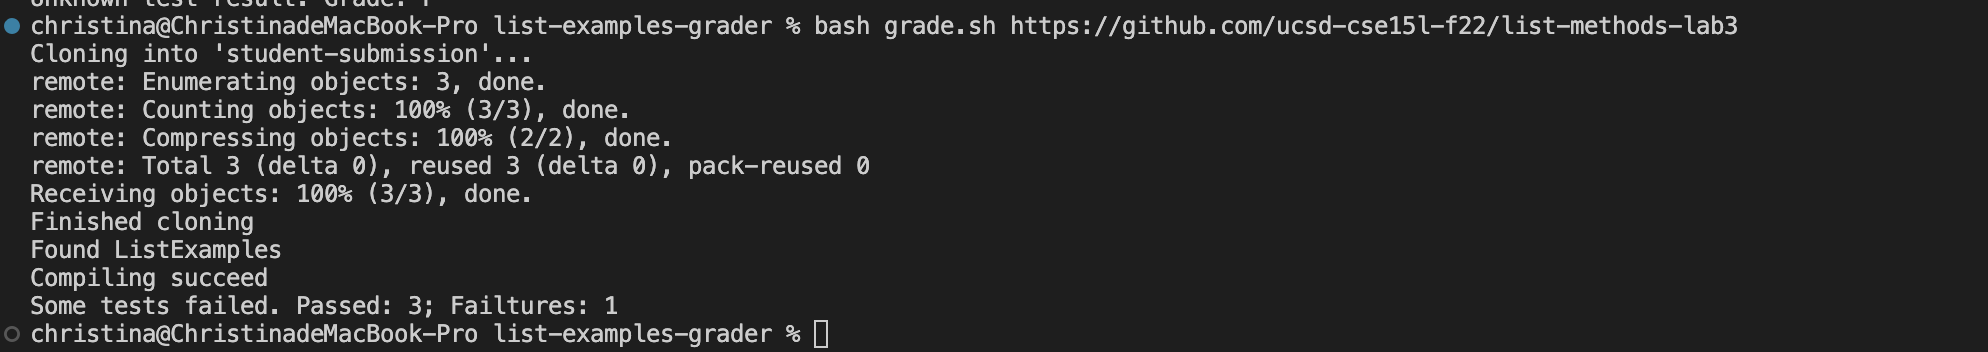 unknown test result. Grade: F
christina@ChristinadeMacBook-Pro list-examples-grader % bash grade.sh https://github.com/ucsd-cse15l-f22/list-methods-lab3
Cloning into 'student-submission'...
remote: Enumerating objects: 3, done.
remote: Counting objects: 100% (3/3), done.
remote: Compressing objects: 100% (2/2), done.
remote: Total 3 (delta 0), reused 3 (delta 0), pack-reused 0
Receiving objects: 100% (3/3), done.
Finished cloning
Found ListExamples
Compiling succeed
Some tests failed. Passed: 3; Failtures: 1
christina@ChristinadeMacBook-Pro list-examples-grader %